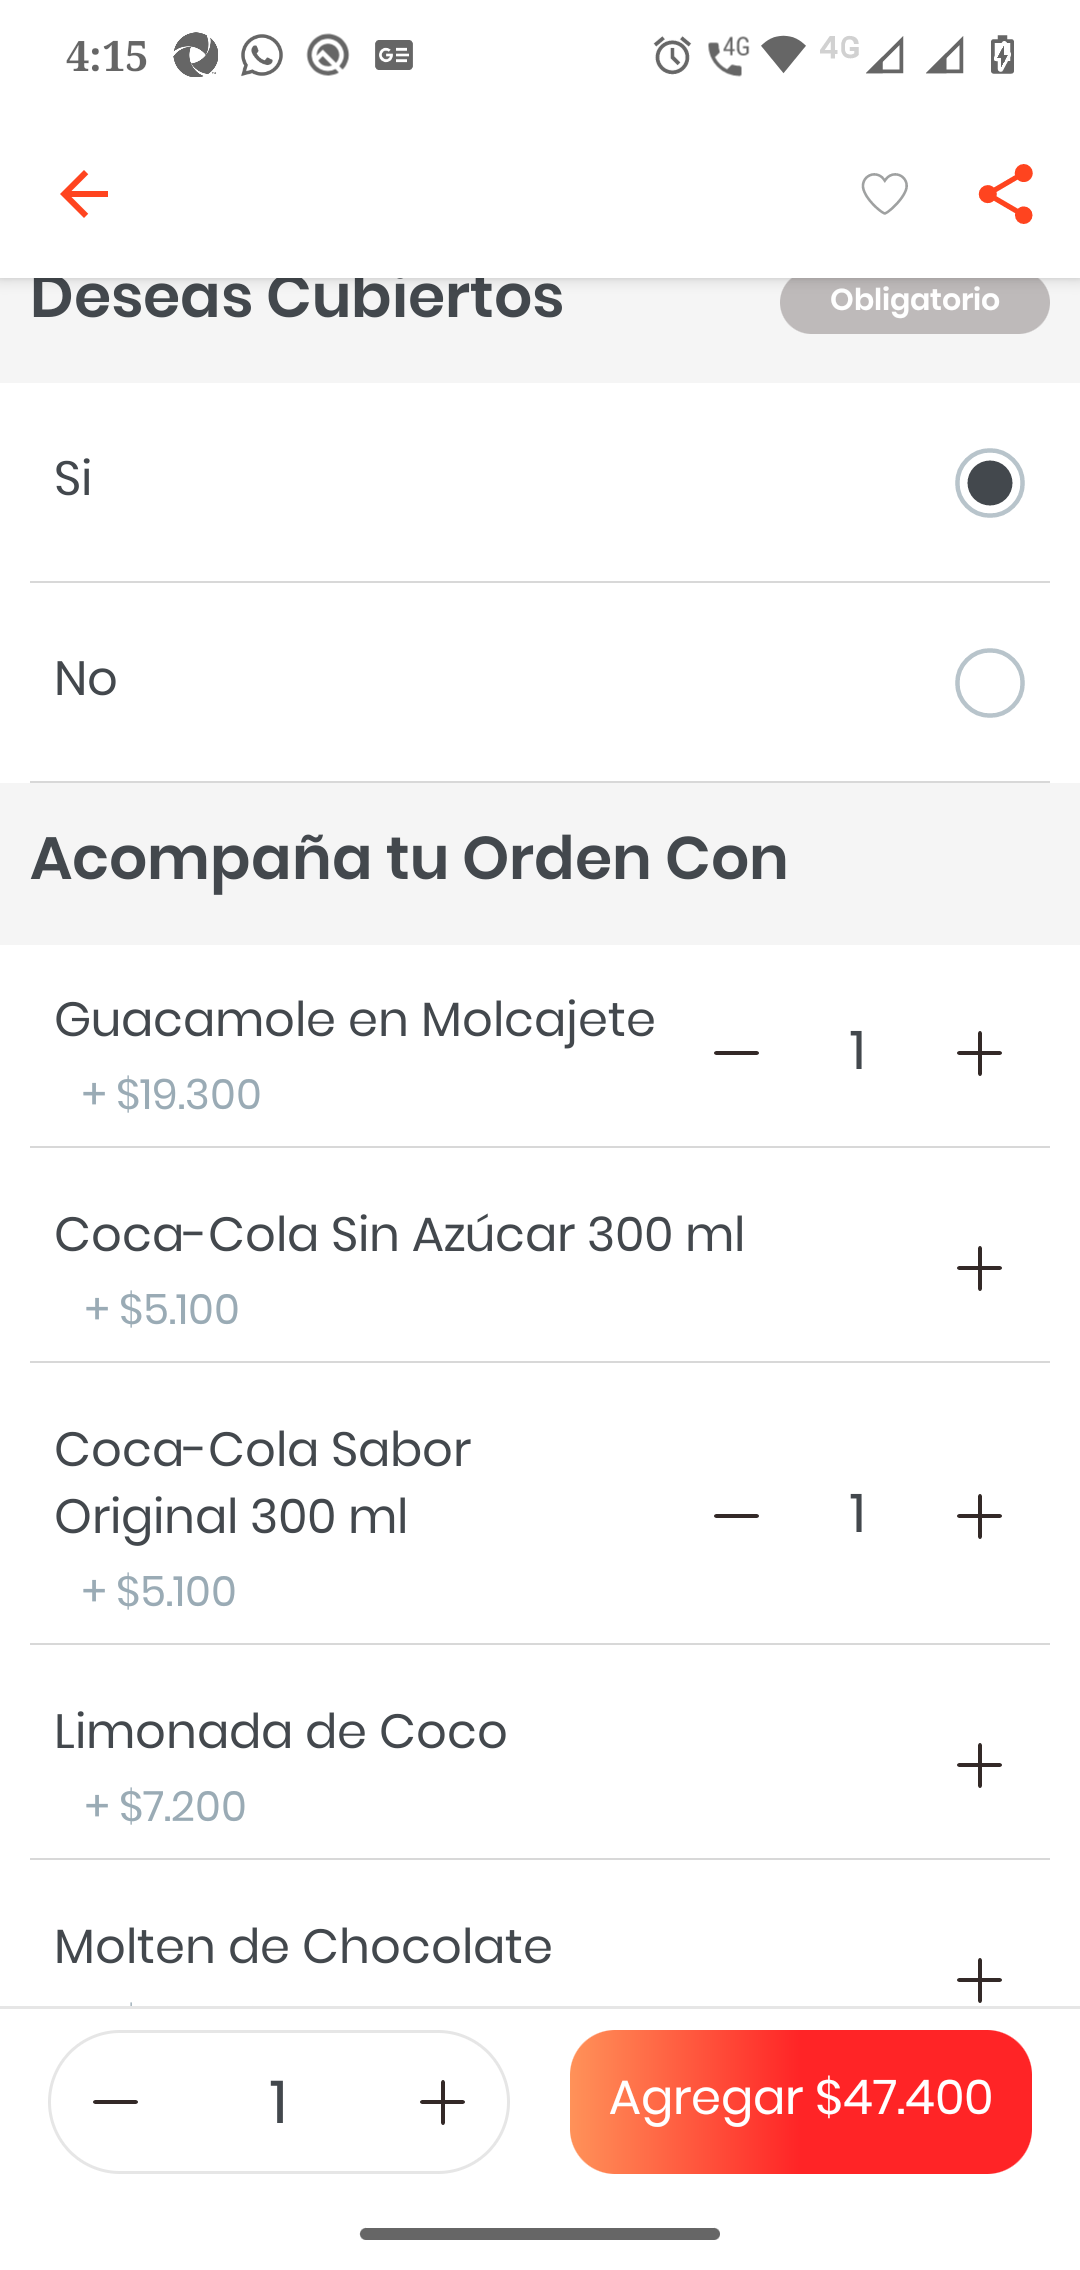 4:15
GE
4G
4G
Deseas Cubiertos
Obligatorio
Si
No
Acompaña tu Orden Con
Guacamole en Molcajete
1
+ $19.300
Coca-Cola Sin Azúcar 300 ml
+ $5.100
Coca-Cola Sabor
Original 300 ml
1
+ $5.100
Limonada de Coco
+ $7.200
Molten de Chocolate
1
Agregar $47.400